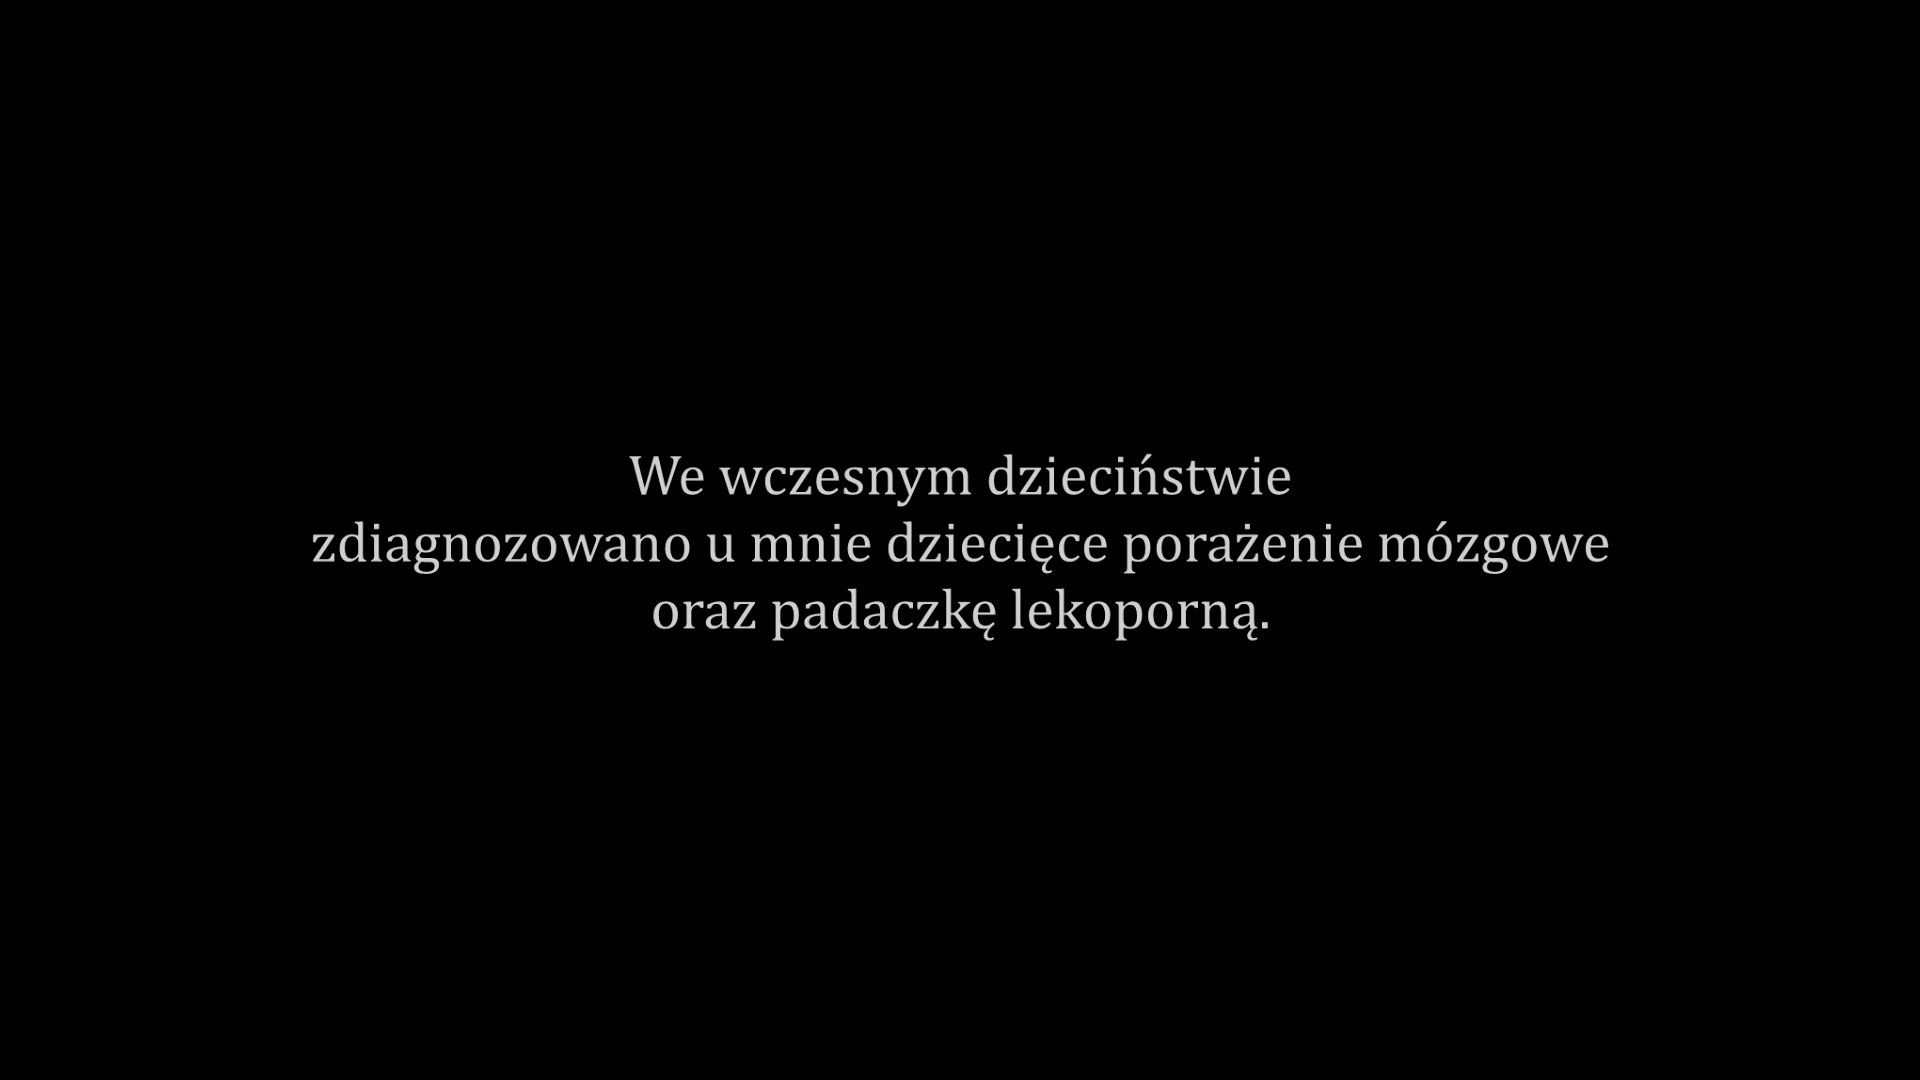 We wczesnym dzieciństwie
zdiagnozowano u mnie dziecięce porażenie mózgowe
oraz padaczkę lekoporną.